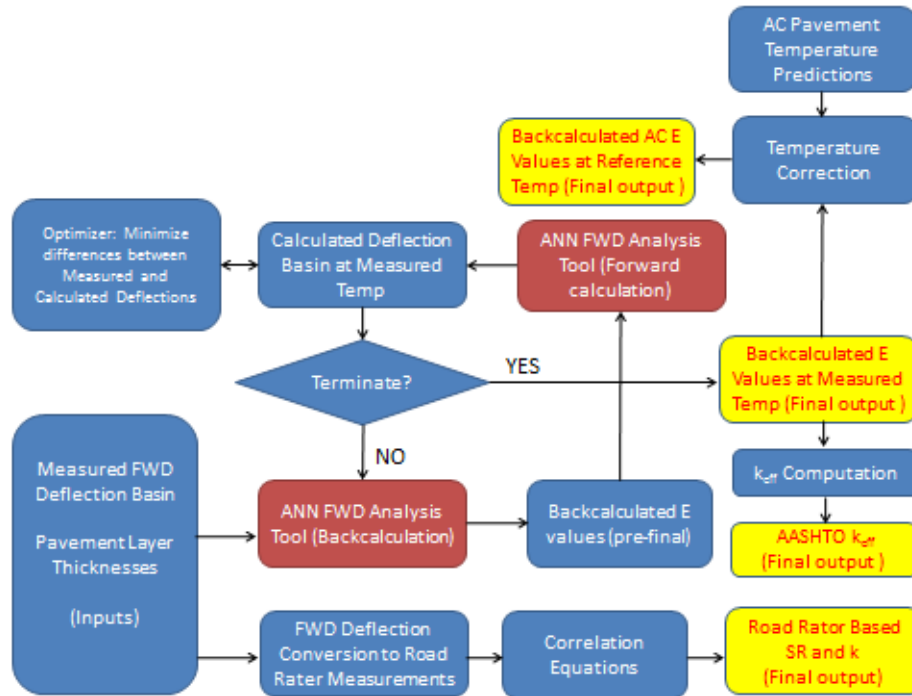 AC Pavement
Temperature
Predictions
Backcalculated AC E
Values at Reference
Temp (Final output )
Temperature
Correction
Optimizer: Minimize
differences between
Measured and
Calculated Deflections
Calculated Deflection
Basin at Measured
Temp
ANN FWD Analysis
Tool (Forward
calculation)
Terminate?
YES
Backcalculated E
Values at Measured
Temp (Final output )
NO
Measured FWD
Deflection Basin
Pavement Layer
Thicknesses
(Inputs)
ANN FWD Analysis
Tool (Backcalculation)
Backcalculated E
values (pre-final)
keff Computation
AASHTO keff
(Final output )
FWD Deflection
Conversion to Road
Rater Measurements
Correlation
Equations
Road Rator Based
SR and k
(Final output)